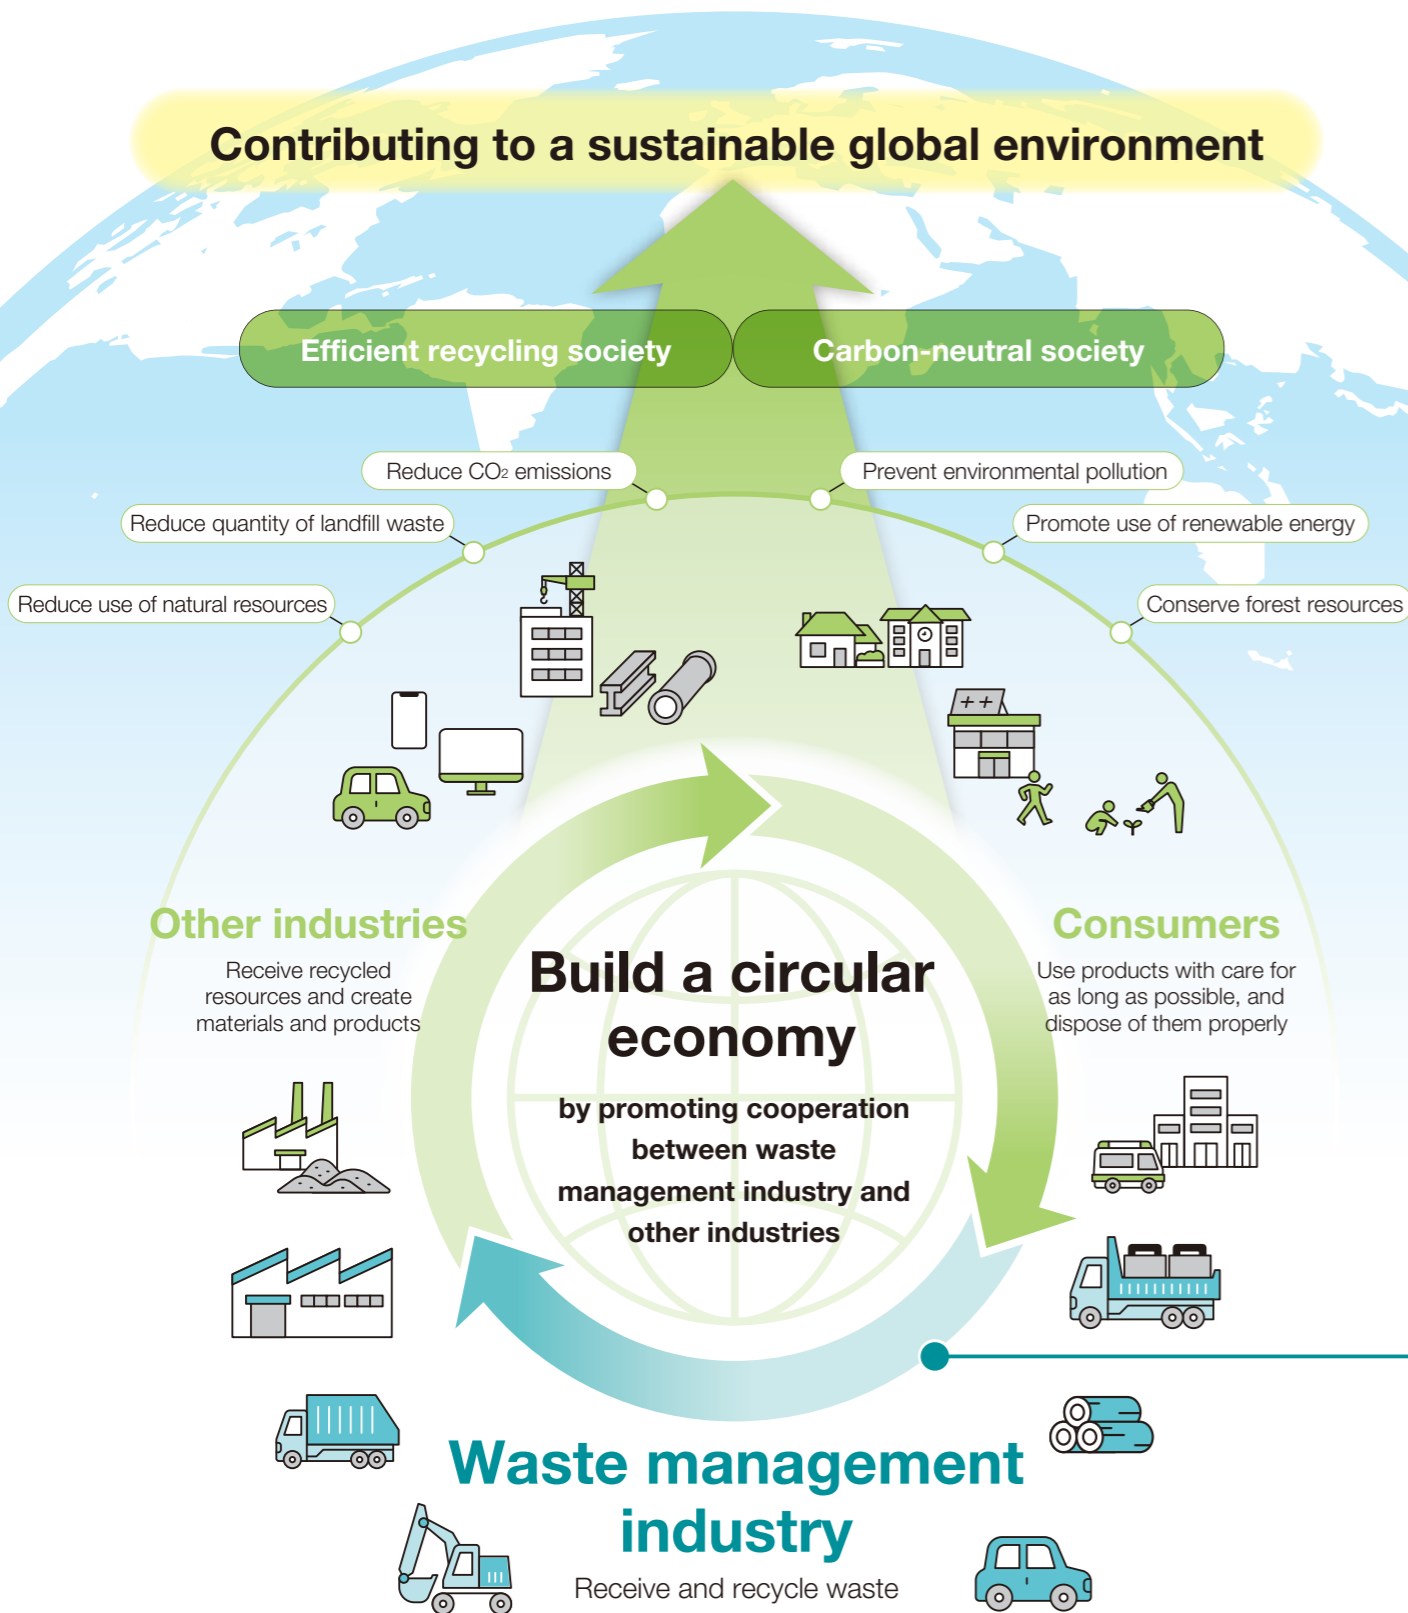 Contributing to a sustainable global environment
Efficient recycling society
Carbon-neutral society
Reduce CO₂ emissions
Prevent environmental pollution
Reduce quantity of landfill waste
Promote use of renewable energy
Reduce use of natural resources
Conserve forest resources
Other industries
Receive recycled
resources and create
materials and products
Build a circular
economy
by promoting cooperation
between waste
management industry and
other industries
Consumers
Use products with care for
as long as possible, and
dispose of them properly
Waste management
industry
Receive and recycle waste